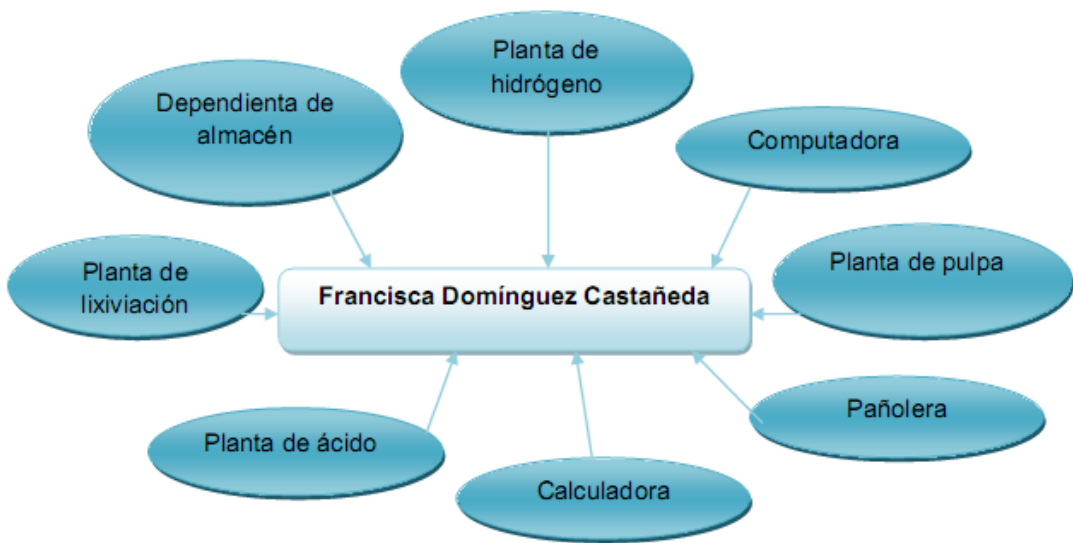 Planta de
hidrógeno
Dependienta de
almacén
Computadora
Planta de
lixiviación
Francisca Domínguez Castañeda
Planta de pulpa
Planta de ácido
Calculadora
Pañolera